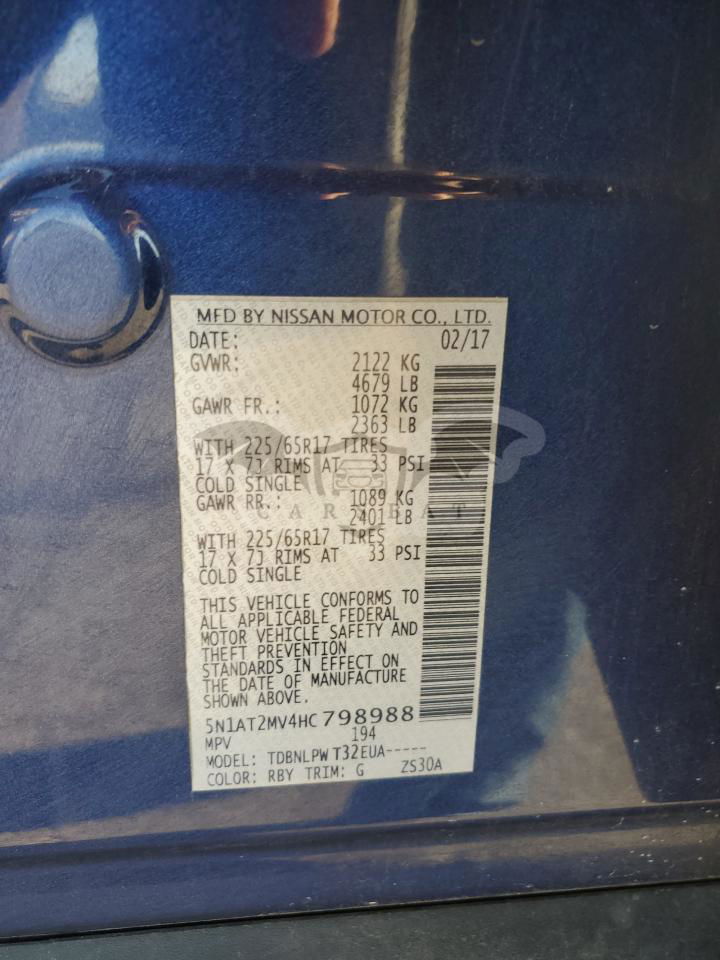 MFD BY NISSAN MOTOR CO., LTD.
DATE: 02/17
GVWR: 2122 KG
4679 LB
GAWR FR.: 1072 KG
2363 LB
WITH 225/65R17 TIRES
17 X 7J RIMS AT 33 PSI
COLD SINGLE
GAWR RR.: 1089 KG
2401 LB
WITH 225/65R17 TIRES
17 X 7J RIMS AT 33 PSI
COLD SINGLE
THIS VEHICLE CONFORMS TO
ALL APPLICABLE FEDERAL
MOTOR VEHICLE SAFETY AND
THEFT PREVENTION
STANDARDS IN EFFECT ON
THE DATE OF MANUFACTURE
SHOWN ABOVE.
5N1AT2MV4HC798988
MPV 194
MODEL: TDBNLPW T32EUA-----
COLOR: RBY TRIM: G ZS30A